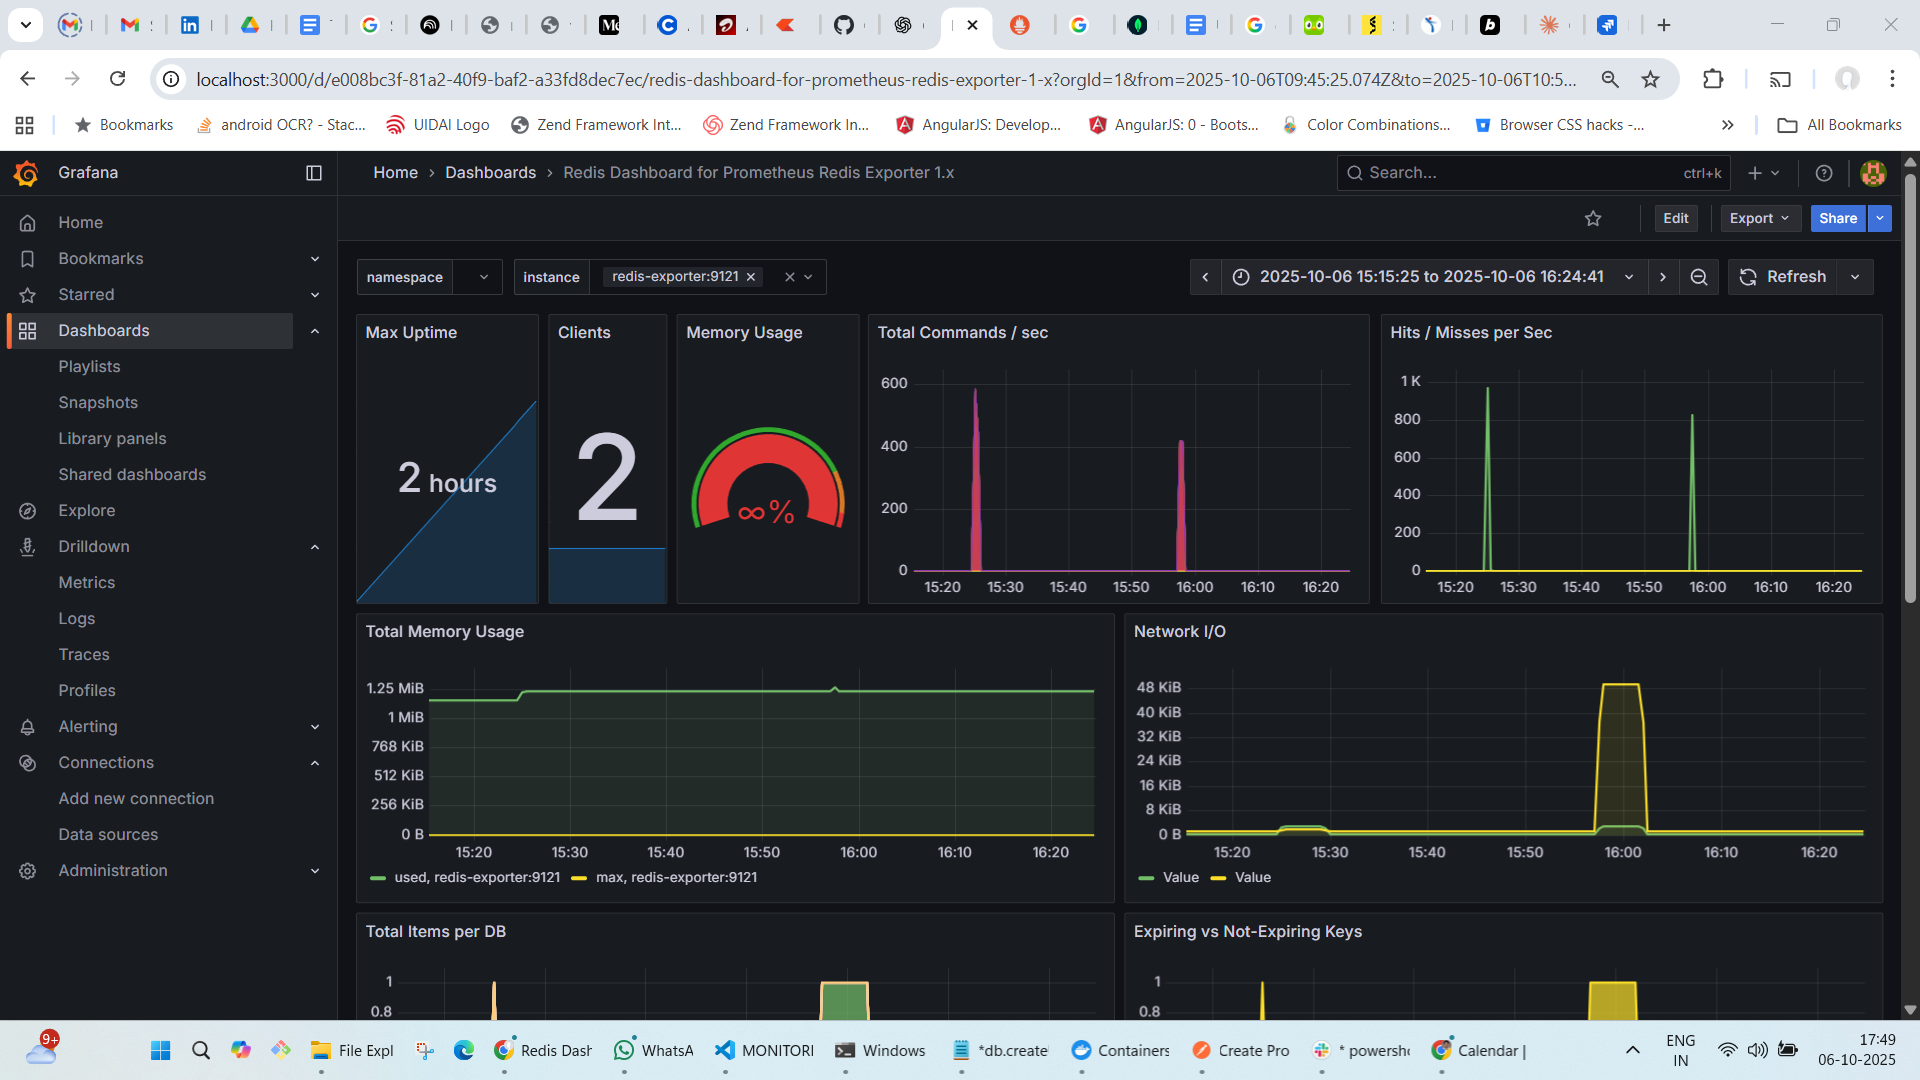 localhost:3000/d/e008bc3f-81a2-40f9-baf2-a33fd8dec7ec/redis-dashboard-for-prometheus-redis-exporter-1-x?orgId=1&from=2025-10-06T09:45:25.074Z&to=2025-10-06T10:5...
Bookmarks
android OCR? - Stac...
UIDAI Logo
Zend Framework Int...
Zend Framework In...
AngularJS: Develop...
AngularJS: 0 - Boots...
Color Combinations...
Browser CSS hacks -...
All Bookmarks
Grafana
Home › Dashboards › Redis Dashboard for Prometheus Redis Exporter 1.x
Search...
ctrl+k
Edit
Export
Share
Home
Bookmarks
Starred
Dashboards
Playlists
Snapshots
Library panels
Shared dashboards
Explore
Drilldown
Metrics
Logs
Traces
Profiles
Alerting
Connections
Add new connection
Data sources
Administration
namespace
instance
redis-exporter:9121
2025-10-06 15:15:25 to 2025-10-06 16:24:41
Refresh
Max Uptime
2 hours
Clients
2
Memory Usage
∞%
Total Commands / sec
600
400
200
0
15:20 15:30 15:40 15:50 16:00 16:10 16:20
Hits / Misses per Sec
1 K
800
600
400
200
0
15:20 15:30 15:40 15:50 16:00 16:10 16:20
Total Memory Usage
1.25 MiB
1 MiB
768 KiB
512 KiB
256 KiB
0 B
15:20 15:30 15:40 15:50 16:00 16:10 16:20
used, redis-exporter:9121 max, redis-exporter:9121
Network I/O
48 KiB
40 KiB
32 KiB
24 KiB
16 KiB
8 KiB
0 B
15:20 15:30 15:40 15:50 16:00 16:10 16:20
Value Value
Total Items per DB
1
0.8
Expiring vs Not-Expiring Keys
1
0.8
9+
File Expl
Redis Dash
WhatsA
MONITORI
Windows
*db.create
Containers
Create Pro
* powersh
Calendar |
ENG
IN
17:49
06-10-2025